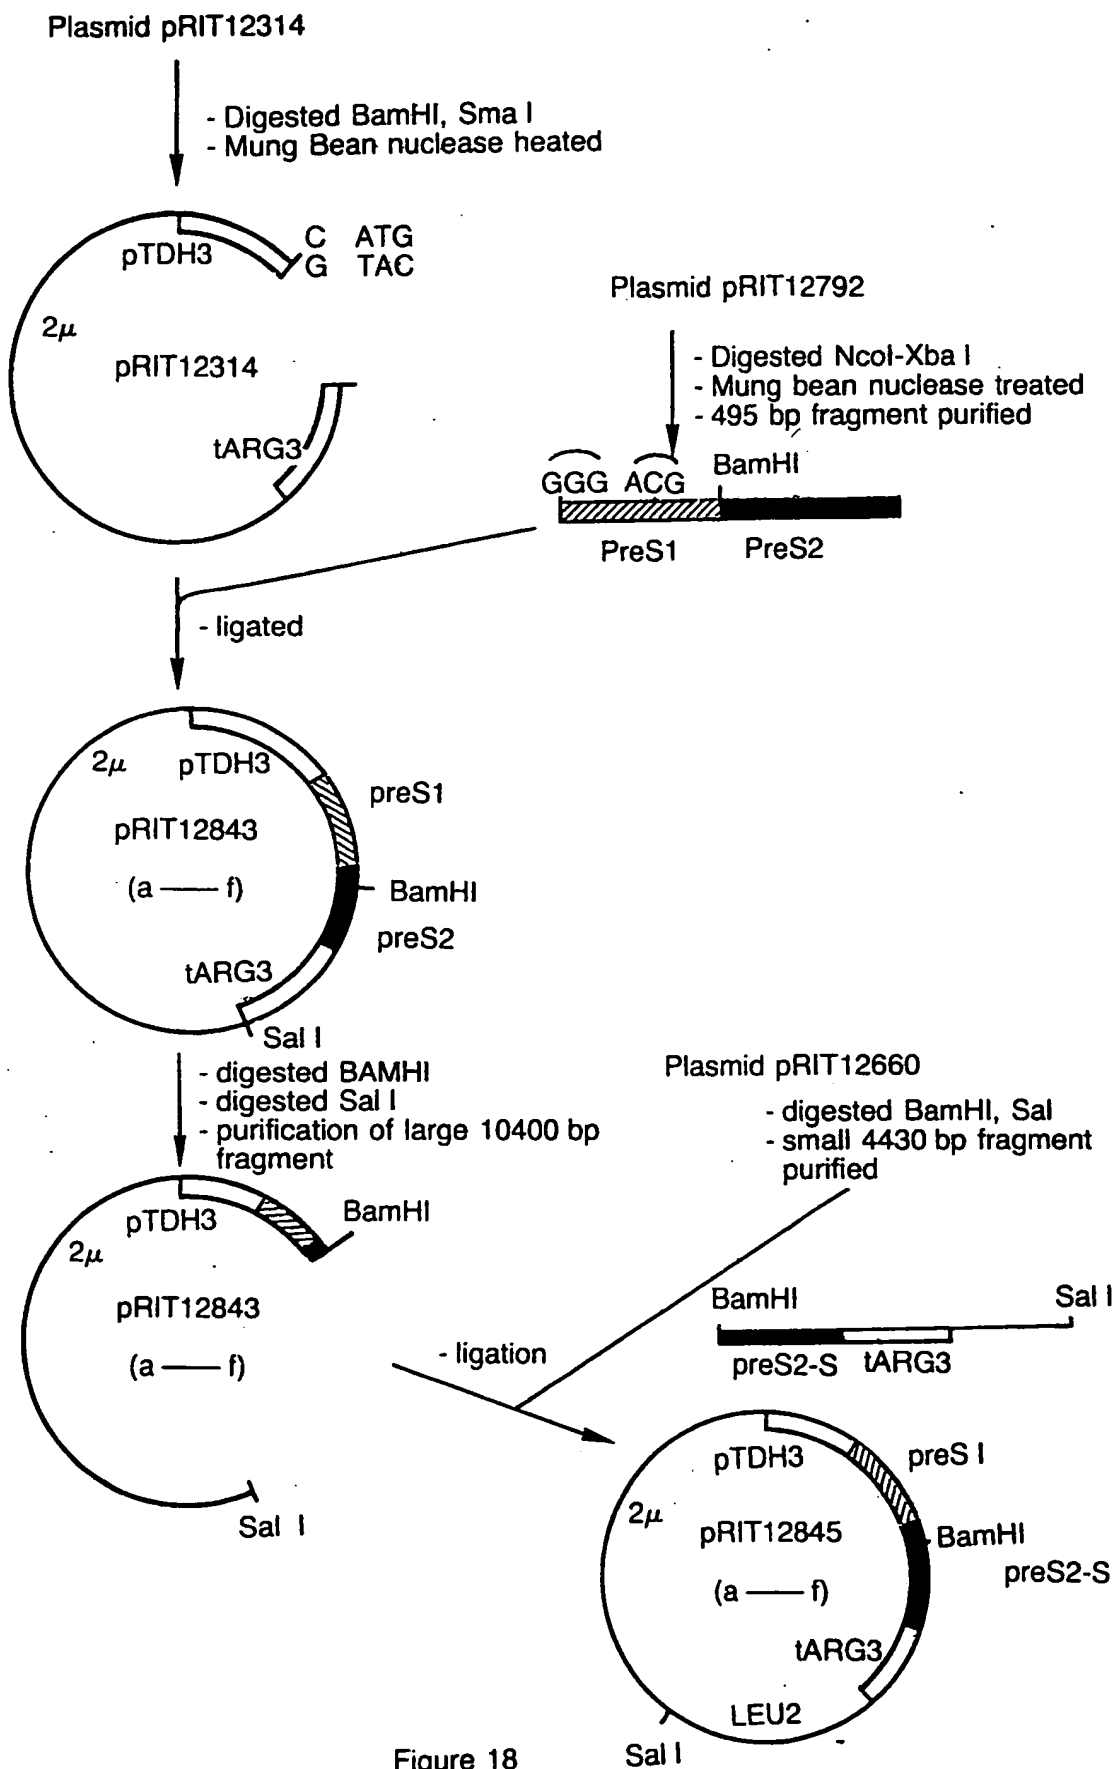 Plasmid pRIT12314
- Digested BamHI, Sma I
- Mung Bean nuclease heated
pTDH3
C ATG
G TAC
2μ
pRIT12314
tARG3
Plasmid pRIT12792
- Digested NcoI-Xba I
- Mung bean nuclease treated
- 495 bp fragment purified
GGG ACG BamHI
PreS1 PreS2
- ligated
2μ pTDH3
preS1
pRIT12843
(a — f)
BamHI
preS2
tARG3
Sal I
- digested BAMHI
- digested Sal I
- purification of large 10400 bp
fragment
Plasmid pRIT12660
- digested BamHI, Sal
- small 4430 bp fragment
purified
pTDH3
BamHI
2μ
pRIT12843
(a — f)
Sal I
- ligation
BamHI Sal I
preS2-S tARG3
pTDH3
preS I
2μ
pRIT12845
BamHI
preS2-S
(a — f)
tARG3
LEU2
Sal I
Figure 18